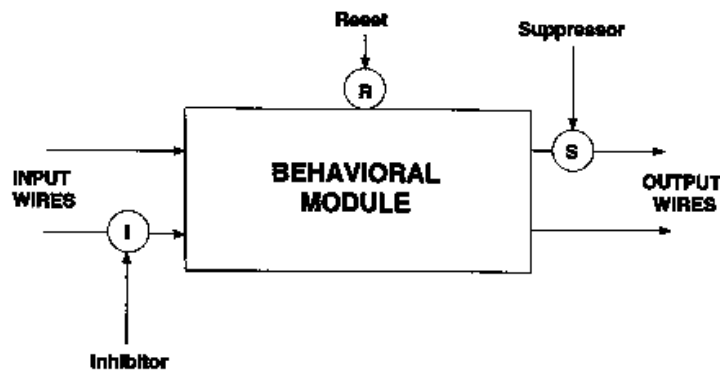 Reset
Suppressor
R
BEHAVIORAL
MODULE
S
INPUT
WIRES
OUTPUT
WIRES
I
Inhibitor